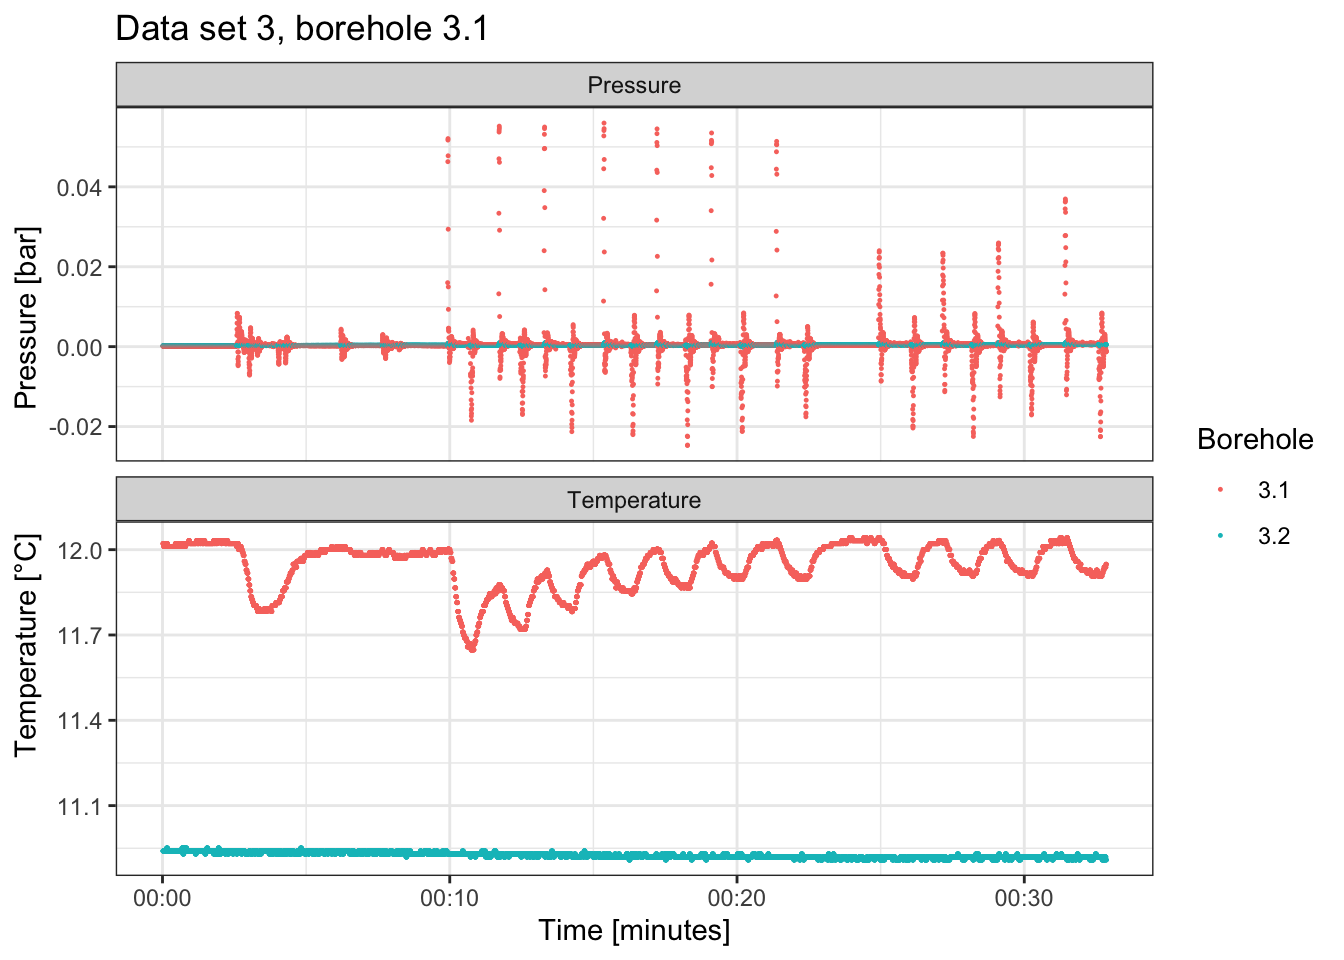 Data set 3, borehole 3.1
Pressure
Pressure [bar]
0.04
0.02
0.00
-0.02
Temperature
Temperature [°C]
12.0
11.7
11.4
11.1
00:00
00:10
00:20
00:30
Time [minutes]
Borehole
3.1
3.2